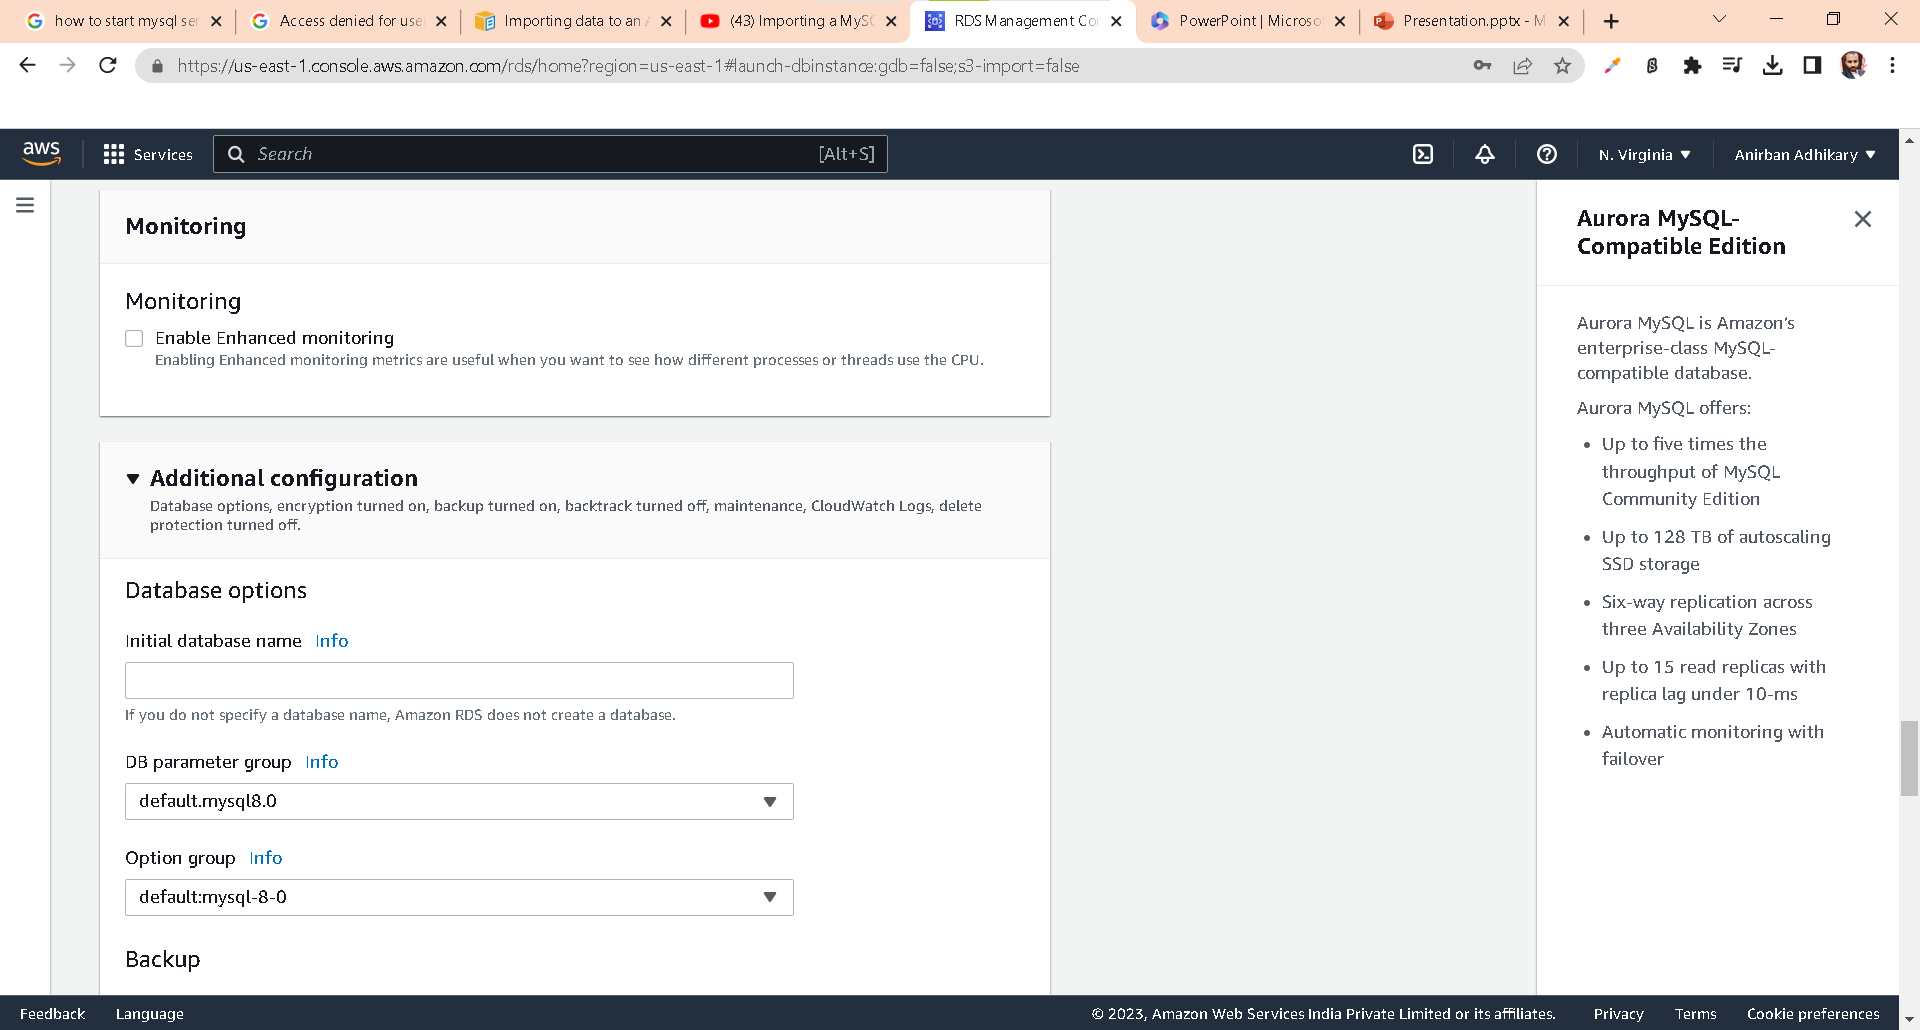 how to start mysql ser
Access denied for use
Importing data to an A
(43) Importing a MySQ
RDS Management Co
PowerPoint | Microso
Presentation.pptx - M
https://us-east-1.console.aws.amazon.com/rds/home?region=us-east-1#launch-dbinstance:gdb=false;s3-import=false
aws
Services
Search
[Alt+S]
N. Virginia
Anirban Adhikary
Monitoring
Monitoring
Enable Enhanced monitoring
Enabling Enhanced monitoring metrics are useful when you want to see how different processes or threads use the CPU.
Additional configuration
Database options, encryption turned on, backup turned on, backtrack turned off, maintenance, CloudWatch Logs, delete
protection turned off.
Database options
Initial database name Info
If you do not specify a database name, Amazon RDS does not create a database.
DB parameter group Info
default.mysql8.0
Option group Info
default:mysql-8-0
Backup
Aurora MySQL-
Compatible Edition
Aurora MySQL is Amazon's
enterprise-class MySQL-
compatible database.
Aurora MySQL offers:
• Up to five times the
throughput of MySQL
Community Edition
• Up to 128 TB of autoscaling
SSD storage
• Six-way replication across
three Availability Zones
• Up to 15 read replicas with
replica lag under 10-ms
• Automatic monitoring with
failover
Feedback
Language
© 2023, Amazon Web Services India Private Limited or its affiliates.
Privacy
Terms
Cookie preferences